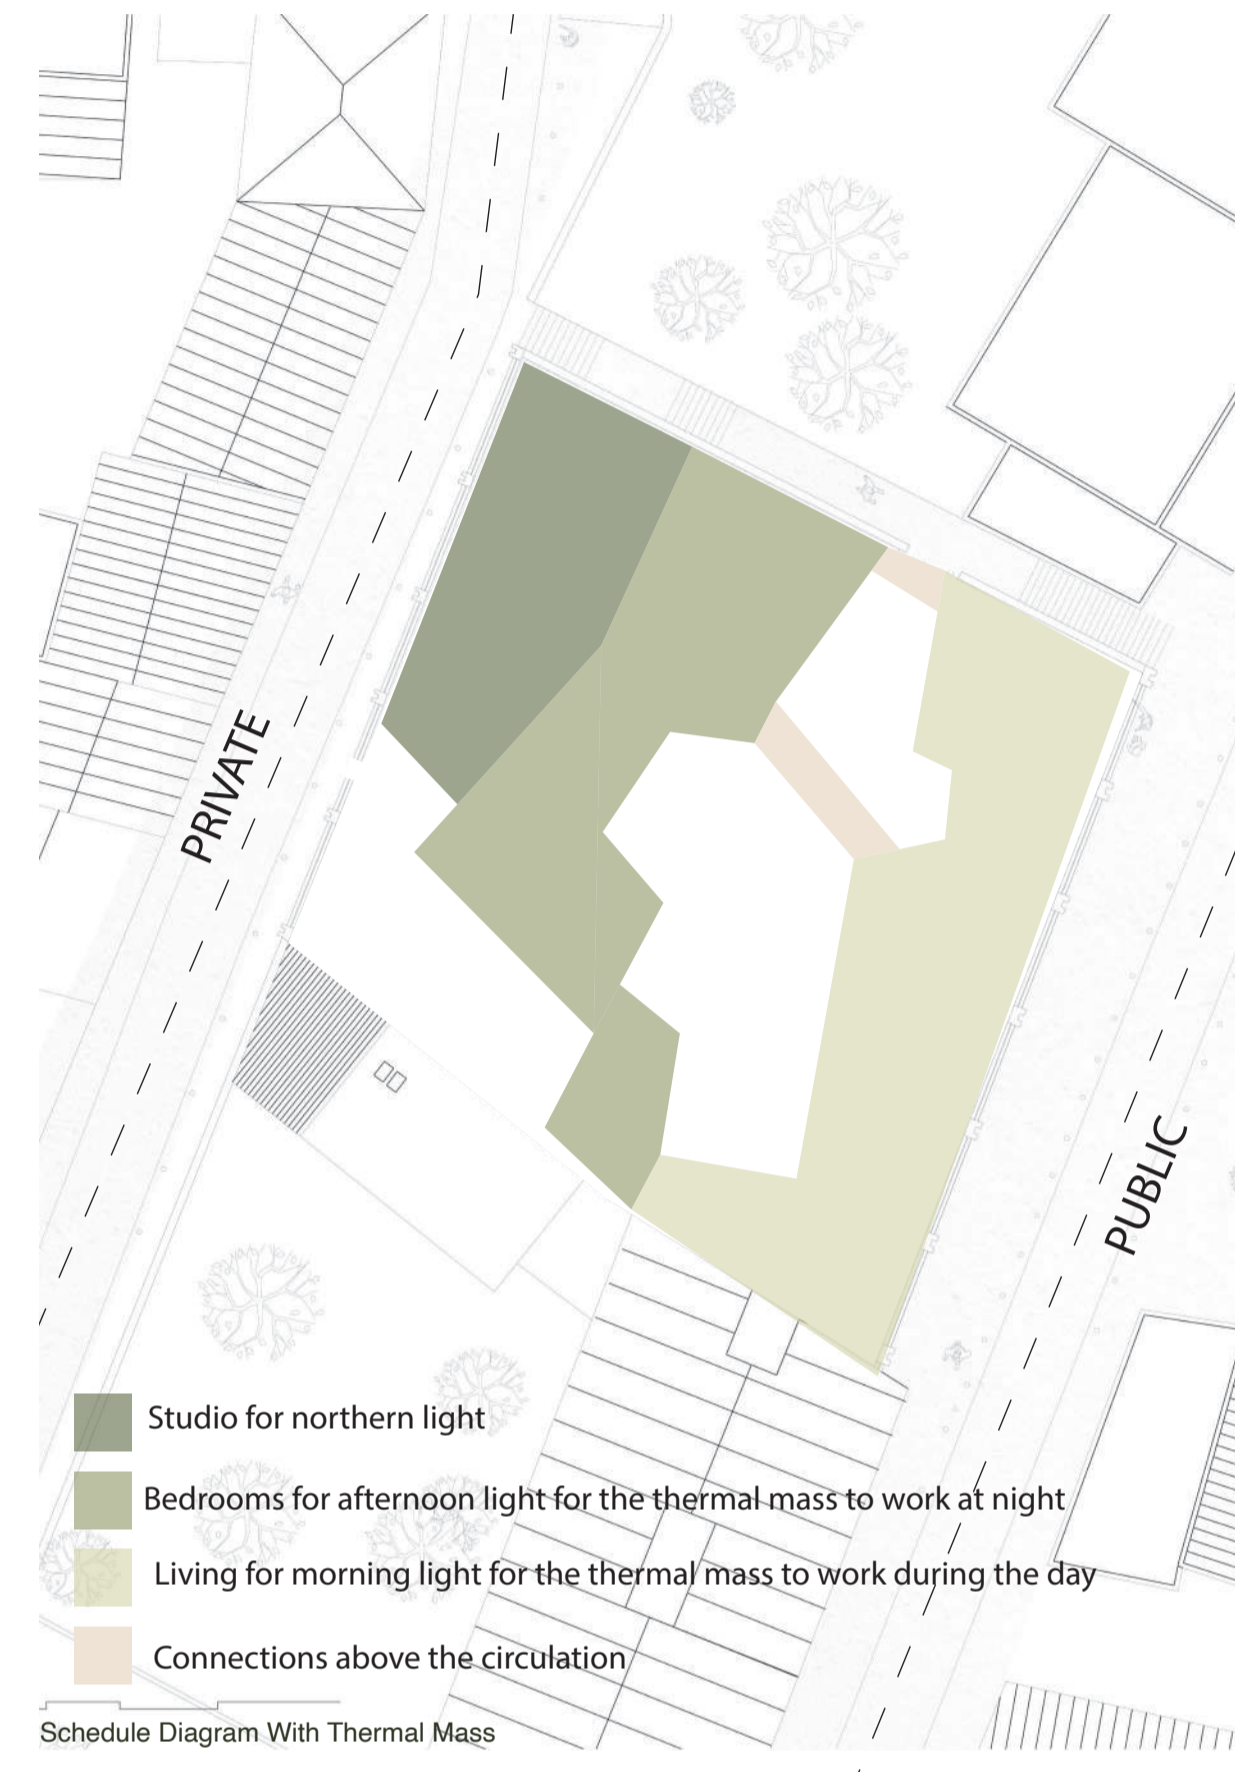 PRIVATE
PUBLIC
Studio for northern light
Bedrooms for afternoon light for the thermal mass to work at night
Living for morning light for the thermal mass to work during the day
Connections above the circulation
Schedule Diagram With Thermal Mass